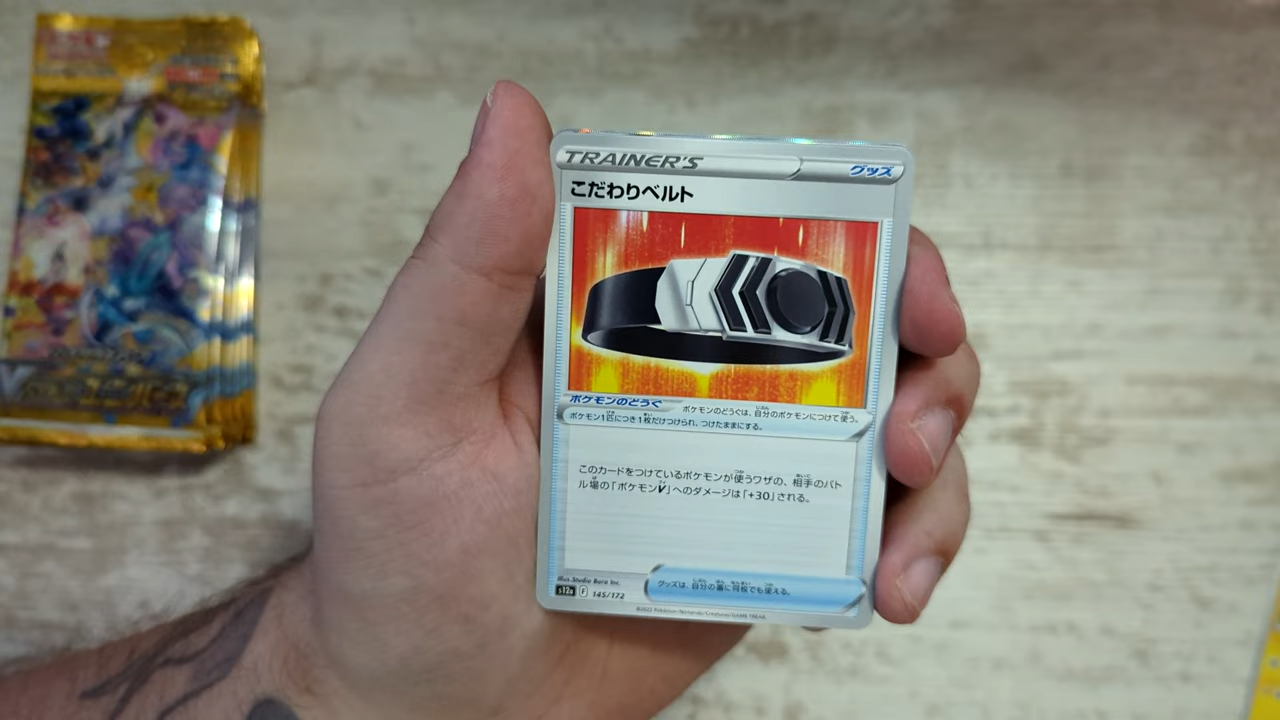 TRAINER'S グッズ
こだわりベルト
ポケモンのどうぐ ポケモンのどうぐは、自分のポケモンにつけて使う。
ポケモン1匹につき1枚だけつけられ、つけたままにする。
このカードをつけているポケモンが使うワザの、相手のバト
ル場の「ポケモンV」へのダメージは「+30」される。
グッズは、自分の番に何枚でも使える。
Illus. Studio Bora Inc.
s12a F 145/172
©2022 Pokémon/Nintendo/Creatures/GAME FREAK